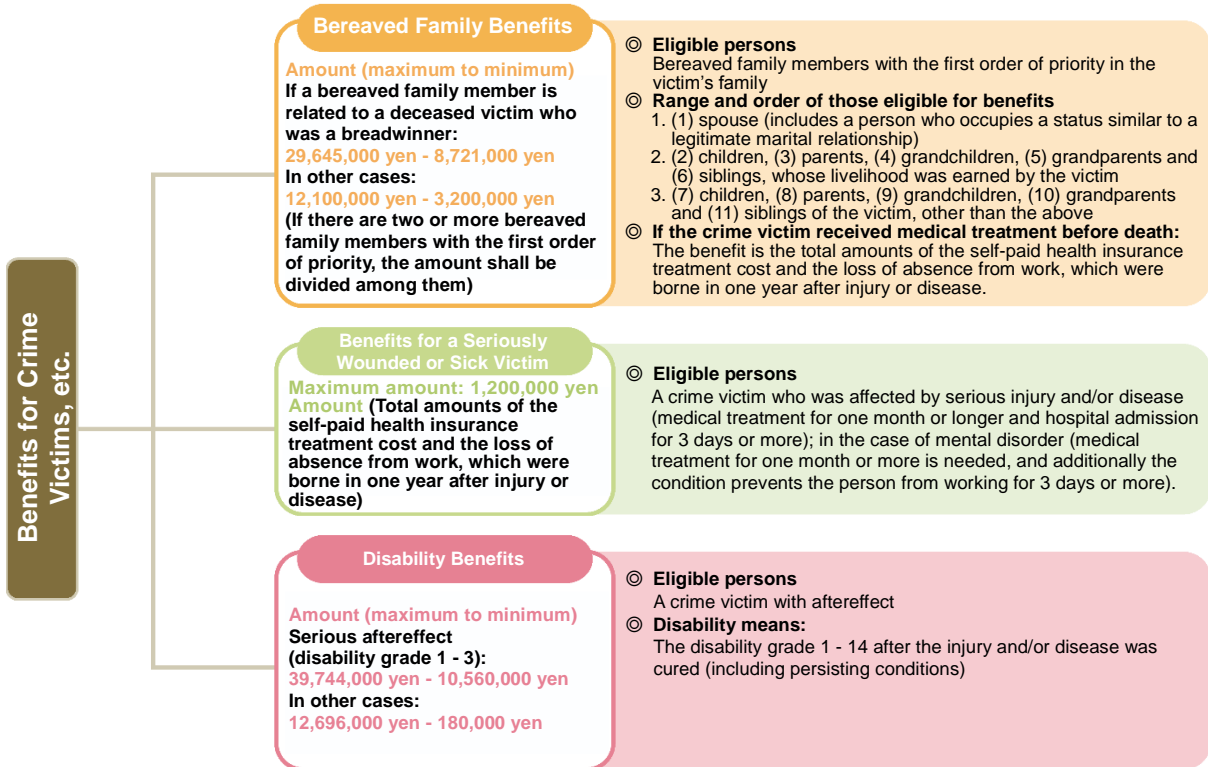 Benefits for Crime
Victims, etc.
Bereaved Family Benefits
Amount (maximum to minimum)
If a bereaved family member is
related to a deceased victim who
was a breadwinner:
29,645,000 yen - 8,721,000 yen
In other cases:
12,100,000 yen - 3,200,000 yen
(If there are two or more bereaved
family members with the first order
of priority, the amount shall be
divided among them)
◎ Eligible persons
Bereaved family members with the first order of priority in the
victim’s family
◎ Range and order of those eligible for benefits
1. (1) spouse (includes a person who occupies a status similar to a
legitimate marital relationship)
2. (2) children, (3) parents, (4) grandchildren, (5) grandparents and
(6) siblings, whose livelihood was earned by the victim
3. (7) children, (8) parents, (9) grandchildren, (10) grandparents
and (11) siblings of the victim, other than the above
◎ If the crime victim received medical treatment before death:
The benefit is the total amounts of the self-paid health insurance
treatment cost and the loss of absence from work, which were
borne in one year after injury or disease.
Benefits for a Seriously
Wounded or Sick Victim
Maximum amount: 1,200,000 yen
Amount (Total amounts of the
self-paid health insurance
treatment cost and the loss of
absence from work, which were
borne in one year after injury or
disease)
◎ Eligible persons
A crime victim who was affected by serious injury and/or disease
(medical treatment for one month or longer and hospital admission
for 3 days or more); in the case of mental disorder (medical
treatment for one month or more is needed, and additionally the
condition prevents the person from working for 3 days or more).
Disability Benefits
Amount (maximum to minimum)
Serious aftereffect
(disability grade 1 - 3):
39,744,000 yen - 10,560,000 yen
In other cases:
12,696,000 yen - 180,000 yen
◎ Eligible persons
A crime victim with aftereffect
◎ Disability means:
The disability grade 1 - 14 after the injury and/or disease was
cured (including persisting conditions)